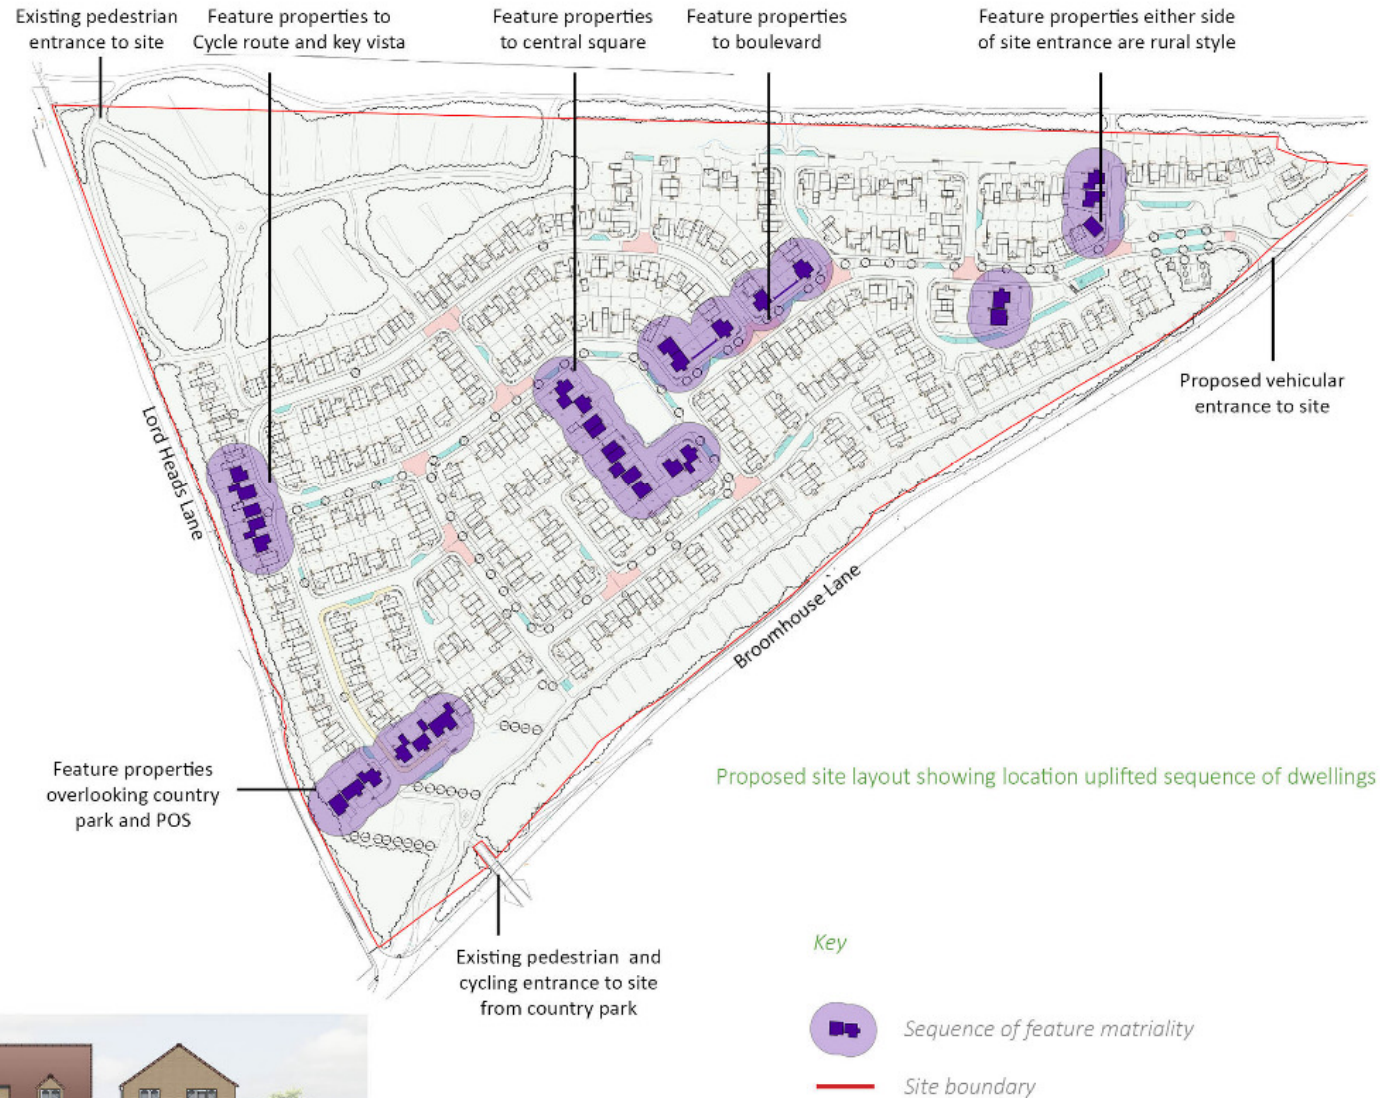 Existing pedestrian
entrance to site
Feature properties to
Cycle route and key vista
Feature properties
to central square
Feature properties
to boulevard
Feature properties either side
of site entrance are rural style
Proposed vehicular
entrance to site
Lord Heads Lane
Broomhouse Lane
Feature properties
overlooking country
park and POS
Proposed site layout showing location uplifted sequence of dwellings
Existing pedestrian and
cycling entrance to site
from country park
Key
Sequence of feature matriality
Site boundary